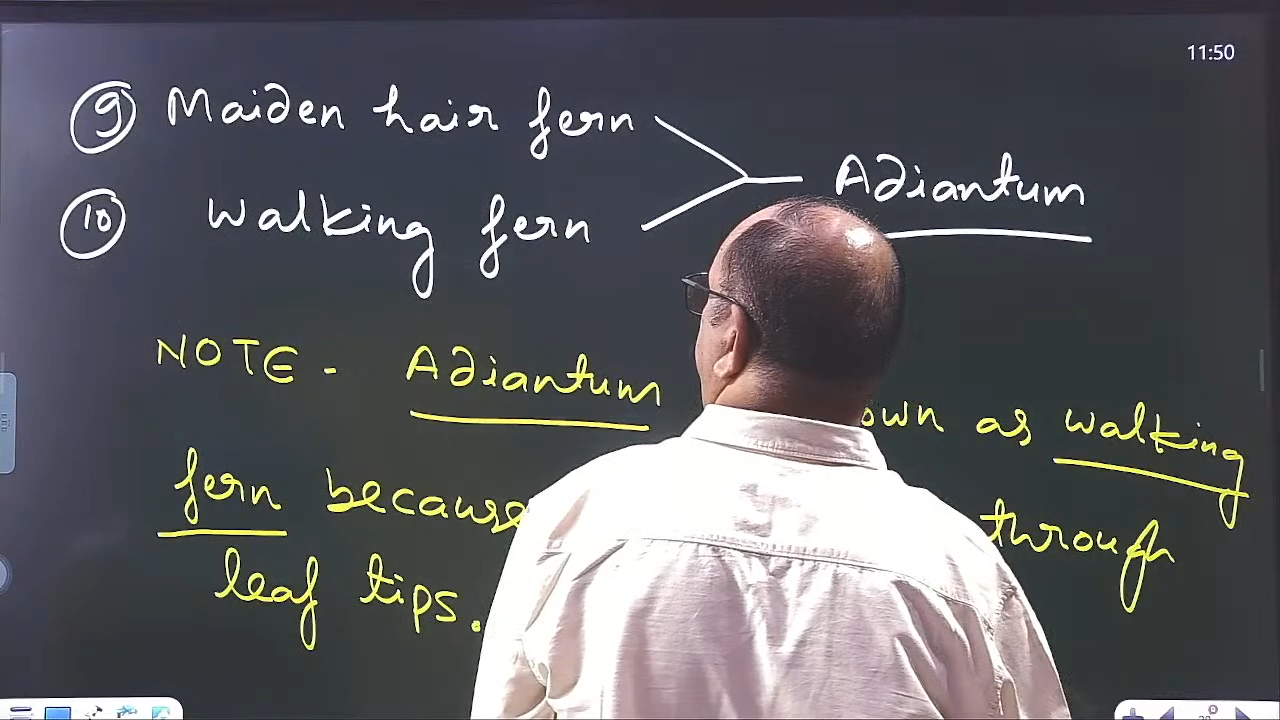 11:50
9 Maiden hair fern
Adiantum
10 Walking fern
NOTE - Adiantum own as walking
fern because through
leaf tips.